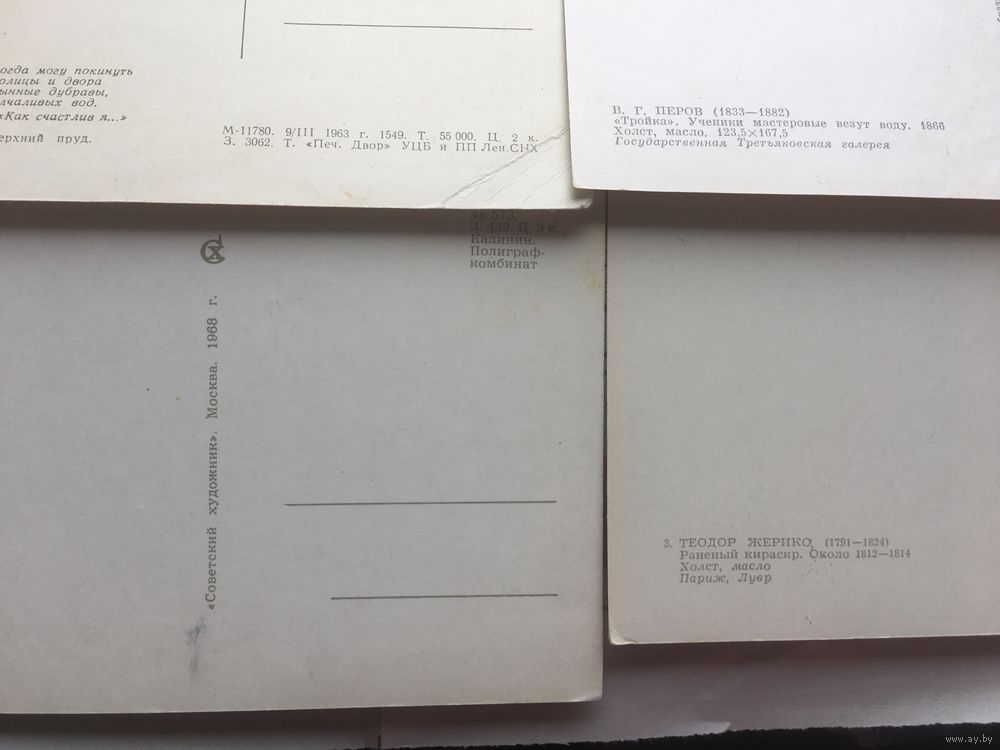 огда могу покинуть
олицы и двора
ынные дубравы,
лчаливых вод.
«Как счастлив я...»
ерхний пруд.
М-11780. 9/III 1963 г. 1549. Т. 55 000. Ц. 2 к.
З. 3062. Т. «Печ. Двор» УЦБ и ПП Лен.СНХ
В. Г. ПЕРОВ (1833—1882)
«Тройка». Ученики мастеровые везут воду. 1866
Холст, масло. 123,5×167,5
Государственная Третьяковская галерея
4в-573.
З. 439. Ц. 3 к.
Калинин.
Полиграф-
комбинат
«Советский художник». Москва. 1968 г.
3. ТЕОДОР ЖЕРИКО, (1791—1824)
Раненый кирасир. Около 1812—1814
Холст, масло
Париж, Лувр
www.ay.by